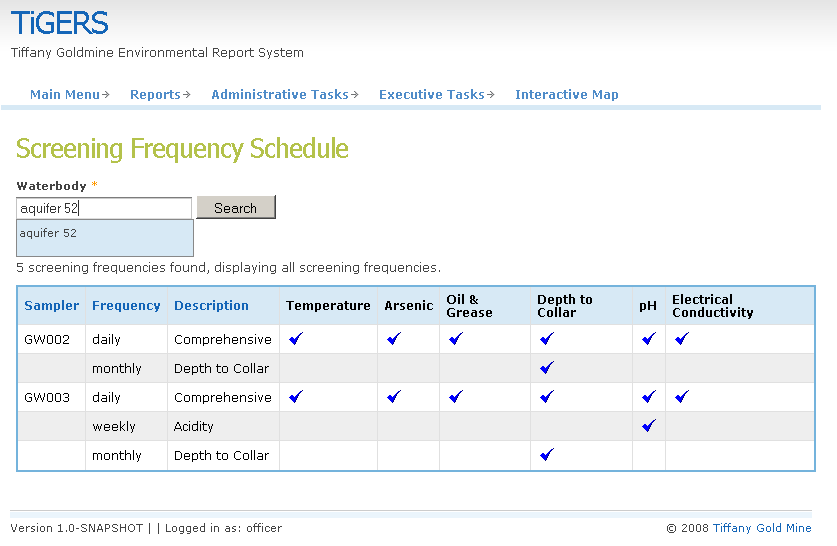 TiGERS
Tiffany Goldmine Environmental Report System
Main Menu Reports Administrative Tasks Executive Tasks Interactive Map
Screening Frequency Schedule
Waterbody *
aquifer 52 Search
aquifer 52
5 screening frequencies found, displaying all screening frequencies.
Sampler Frequency Description Temperature Arsenic Oil & Grease Depth to Collar pH Electrical Conductivity
GW002 daily Comprehensive
monthly Depth to Collar
GW003 daily Comprehensive
weekly Acidity
monthly Depth to Collar
Version 1.0-SNAPSHOT | | Logged in as: officer © 2008 Tiffany Gold Mine